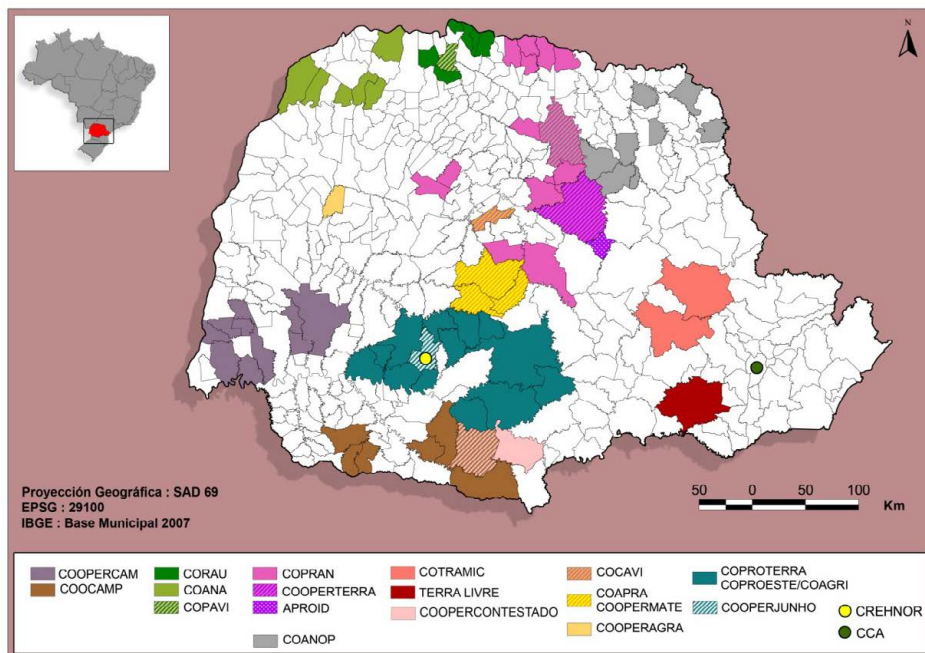 N
Proyección Geográfica : SAD 69
EPSG : 29100
IBGE : Base Municipal 2007
50 0 50 100
Km
COOPERCAM
COOCAMP
CORAU
COANA
COPAVI
COANOP
COPRAN
COOPERTERRA
APROID
COTRAMIC
TERRA LIVRE
COOPERCONTESTADO
COCAVI
COAPRA
COOPERMATE
COOPERAGRA
COPROTERRA
COPROESTE/COAGRI
COOPERJUNHO
CREHNOR
CCA